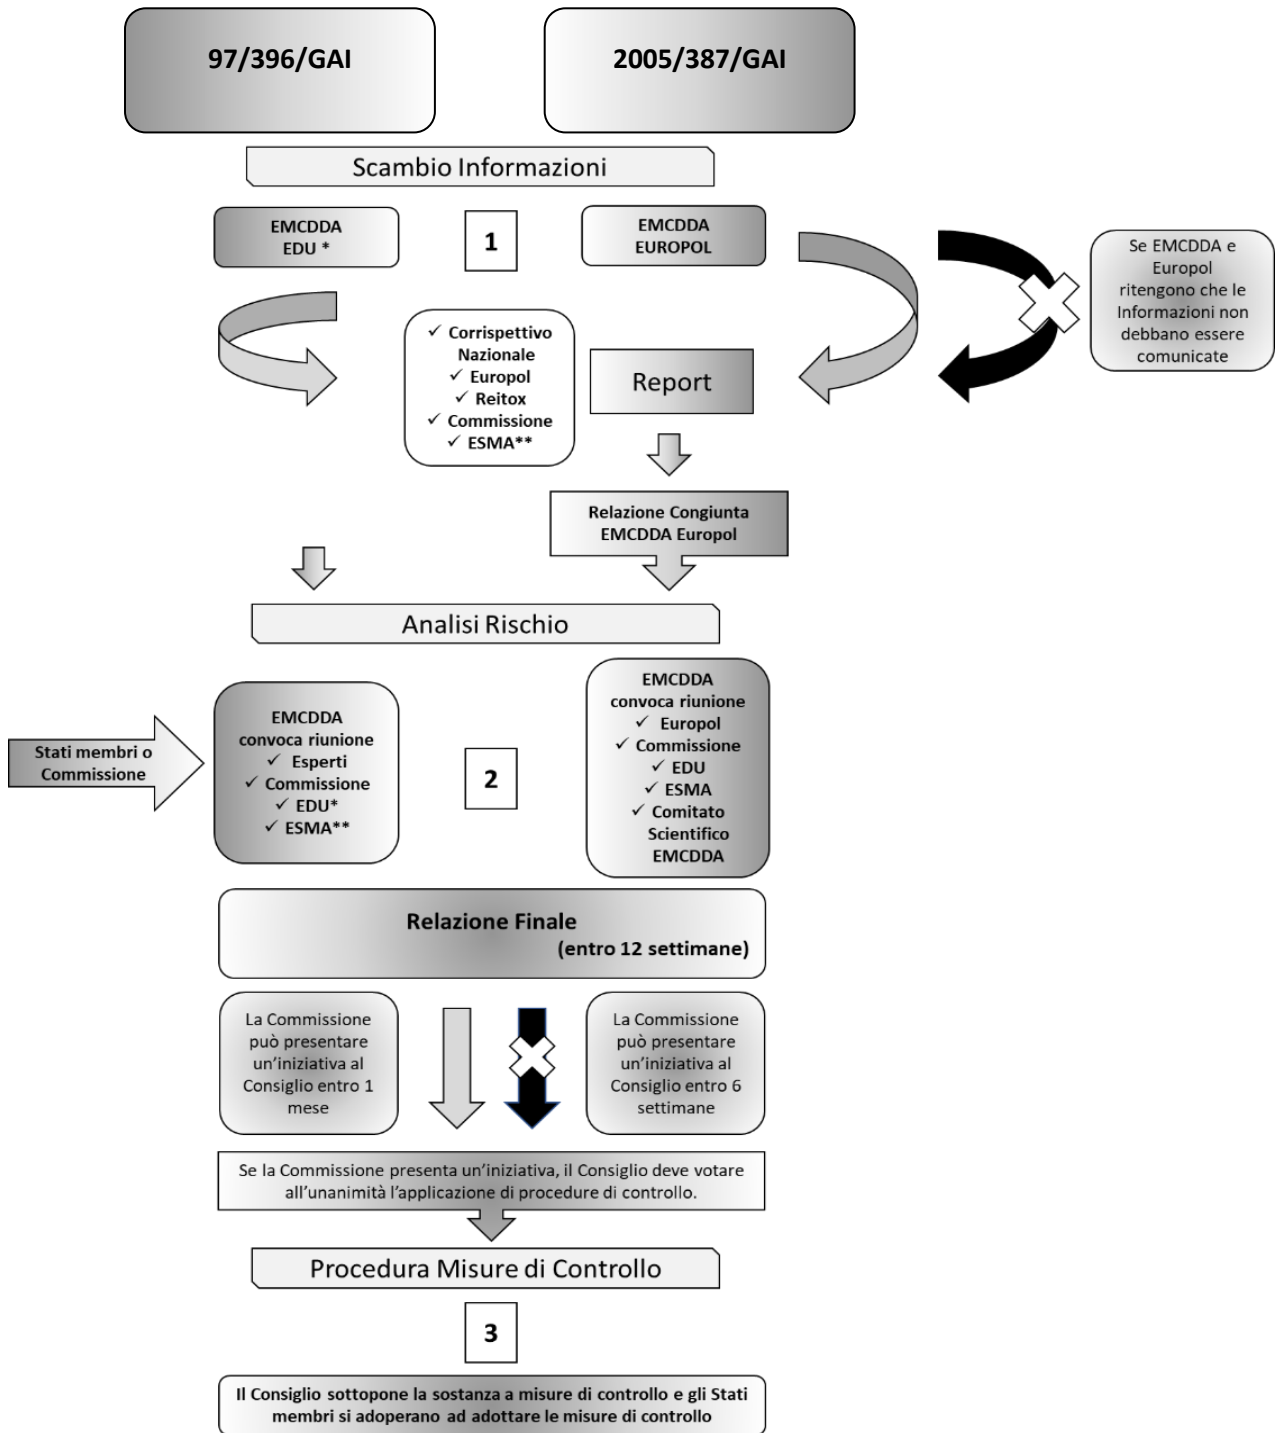 97/396/GAI
2005/387/GAI
Scambio Informazioni
EMCDDA
EDU *
1
EMCDDA
EUROPOL
Se EMCDDA e
Europol
ritengono che le
Informazioni non
debbano essere
comunicate
✓ Corrispettivo
Nazionale
✓ Europol
✓ Reitox
✓ Commissione
✓ ESMA**
Report
Relazione Congiunta
EMCDDA Europol
Analisi Rischio
Stati membri o
Commissione
EMCDDA
convoca riunione
✓ Esperti
✓ Commissione
✓ EDU*
✓ ESMA**
2
EMCDDA
convoca riunione
✓ Europol
✓ Commissione
✓ EDU
✓ ESMA
✓ Comitato
Scientifico
EMCDDA
Relazione Finale
(entro 12 settimane)
La Commissione
può presentare
un'iniziativa al
Consiglio entro 1
mese
La Commissione
può presentare
un'iniziativa al
Consiglio entro 6
settimane
Se la Commissione presenta un'iniziativa, il Consiglio deve votare
all'unanimità l'applicazione di procedure di controllo.
Procedura Misure di Controllo
3
Il Consiglio sottopone la sostanza a misure di controllo e gli Stati
membri si adoperano ad adottare le misure di controllo